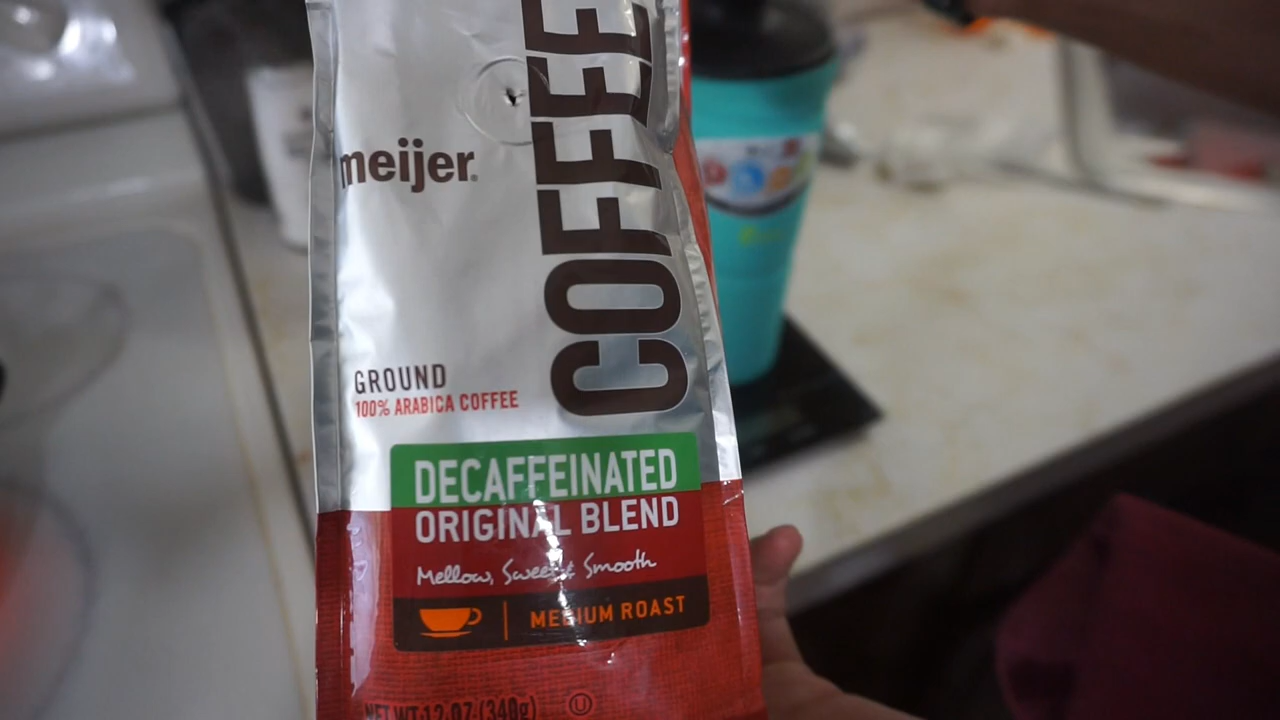 meijer®
COFFEE
GROUND
100% ARABICA COFFEE
DECAFFEINATED
ORIGINAL BLEND
Mellow, Sweet & Smooth
MEDIUM ROAST
NET WT 12 OZ (340g)
U